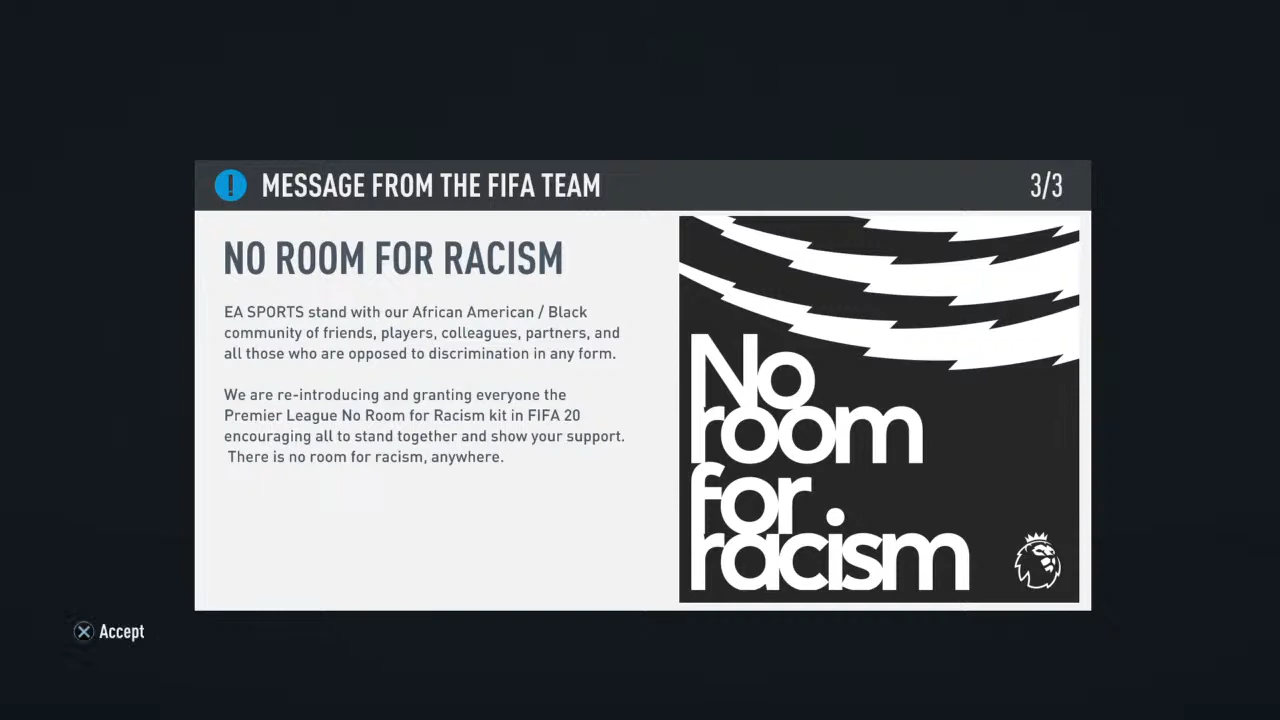 MESSAGE FROM THE FIFA TEAM
3/3
NO ROOM FOR RACISM
EA SPORTS stand with our African American / Black
community of friends, players, colleagues, partners, and
all those who are opposed to discrimination in any form.
We are re-introducing and granting everyone the
Premier League No Room for Racism kit in FIFA 20
encouraging all to stand together and show your support.
There is no room for racism, anywhere.
No
room
for
racism
Accept